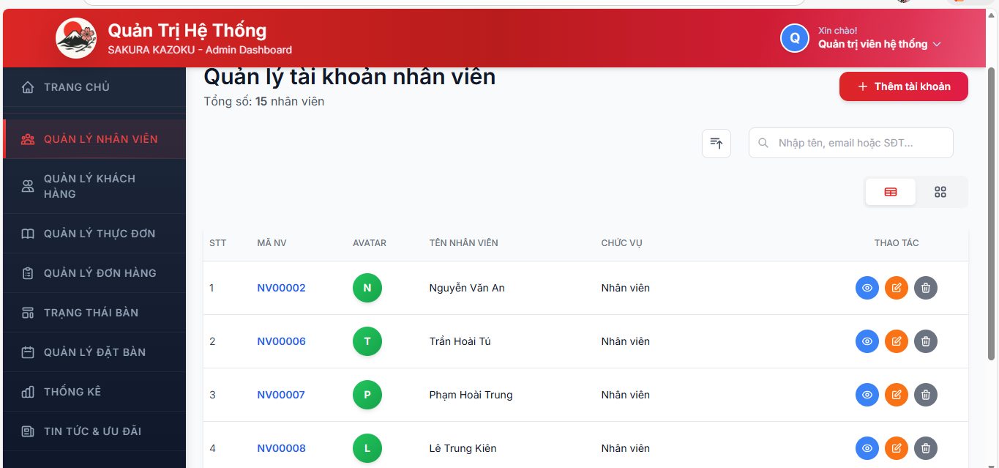 Quản Trị Hệ Thống
SAKURA KAZOKU - Admin Dashboard
Q
Xin chào!
Quản trị viên hệ thống
TRANG CHỦ
QUẢN LÝ NHÂN VIÊN
QUẢN LÝ KHÁCH
HÀNG
QUẢN LÝ THỰC ĐƠN
QUẢN LÝ ĐƠN HÀNG
TRẠNG THÁI BÀN
QUẢN LÝ ĐẶT BÀN
THỐNG KÊ
TIN TỨC & ƯU ĐÃI
Quản lý tài khoản nhân viên
Tổng số: 15 nhân viên
+ Thêm tài khoản
Nhập tên, email hoặc SĐT...
STT MÃ NV AVATAR TÊN NHÂN VIÊN CHỨC VỤ THAO TÁC
1 NV00002 N Nguyễn Văn An Nhân viên
2 NV00006 T Trần Hoài Tú Nhân viên
3 NV00007 P Phạm Hoài Trung Nhân viên
4 NV00008 L Lê Trung Kiên Nhân viên